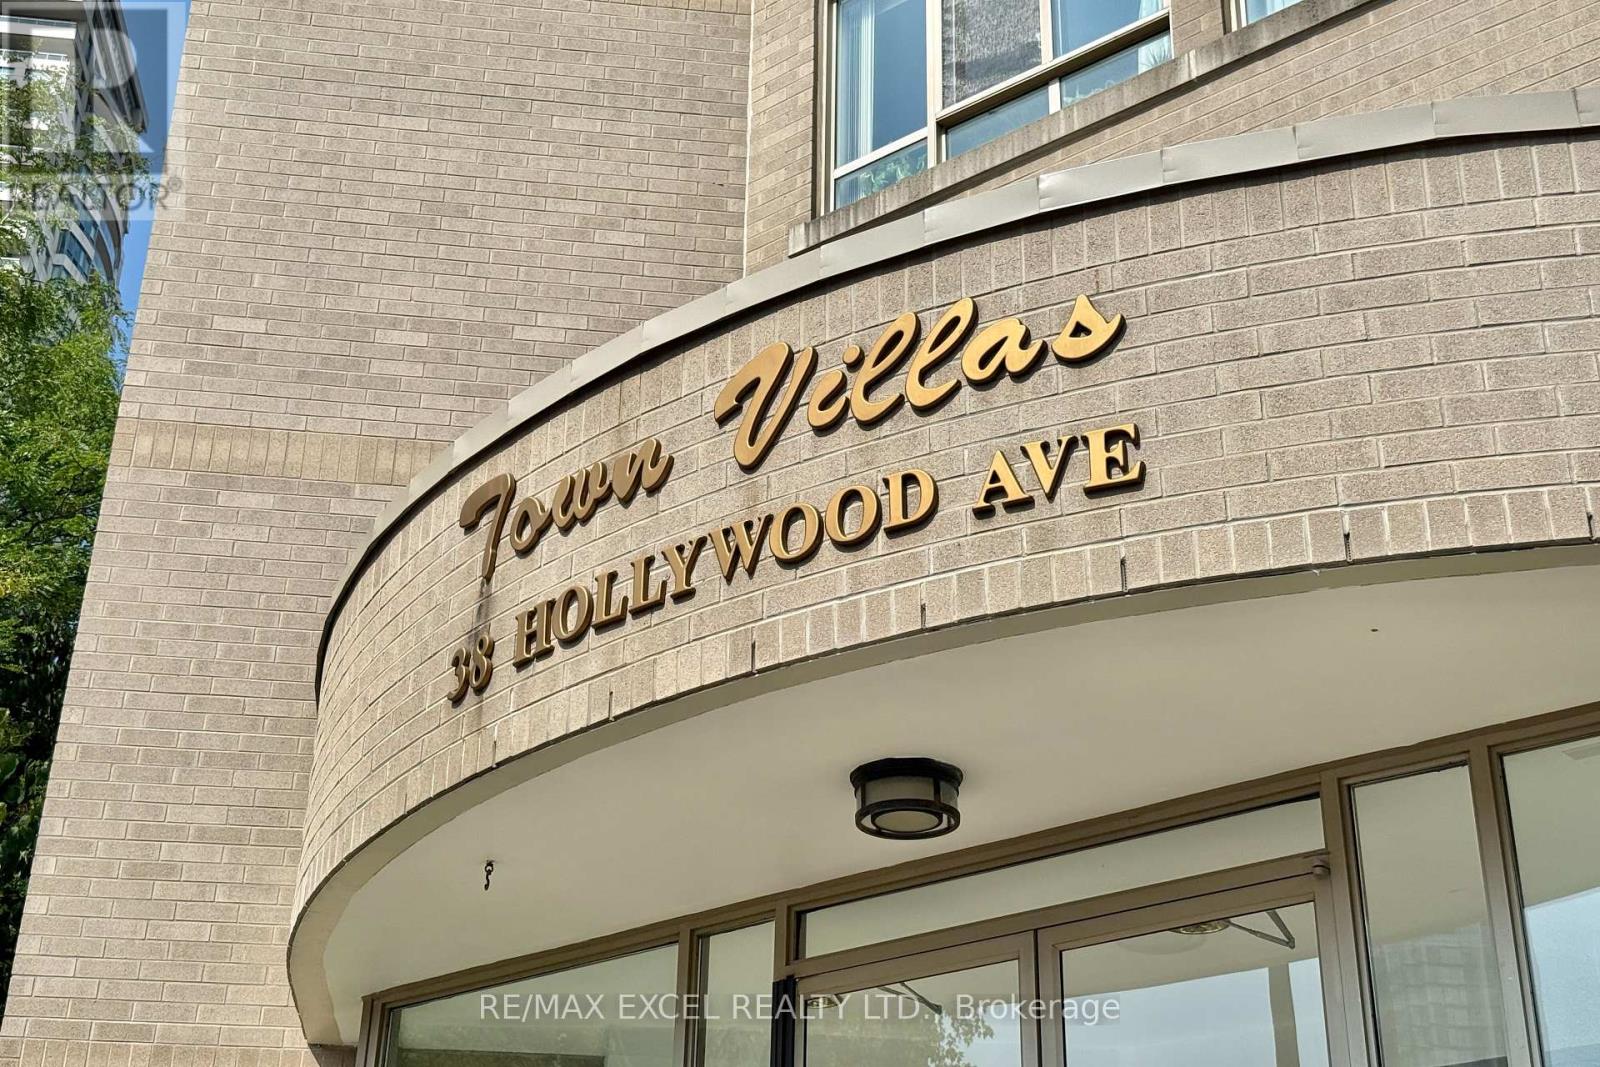 R
REALTOR®
Town Villas
38 HOLLYWOOD AVE
RE/MAX EXCEL REALTY LTD., Brokerage